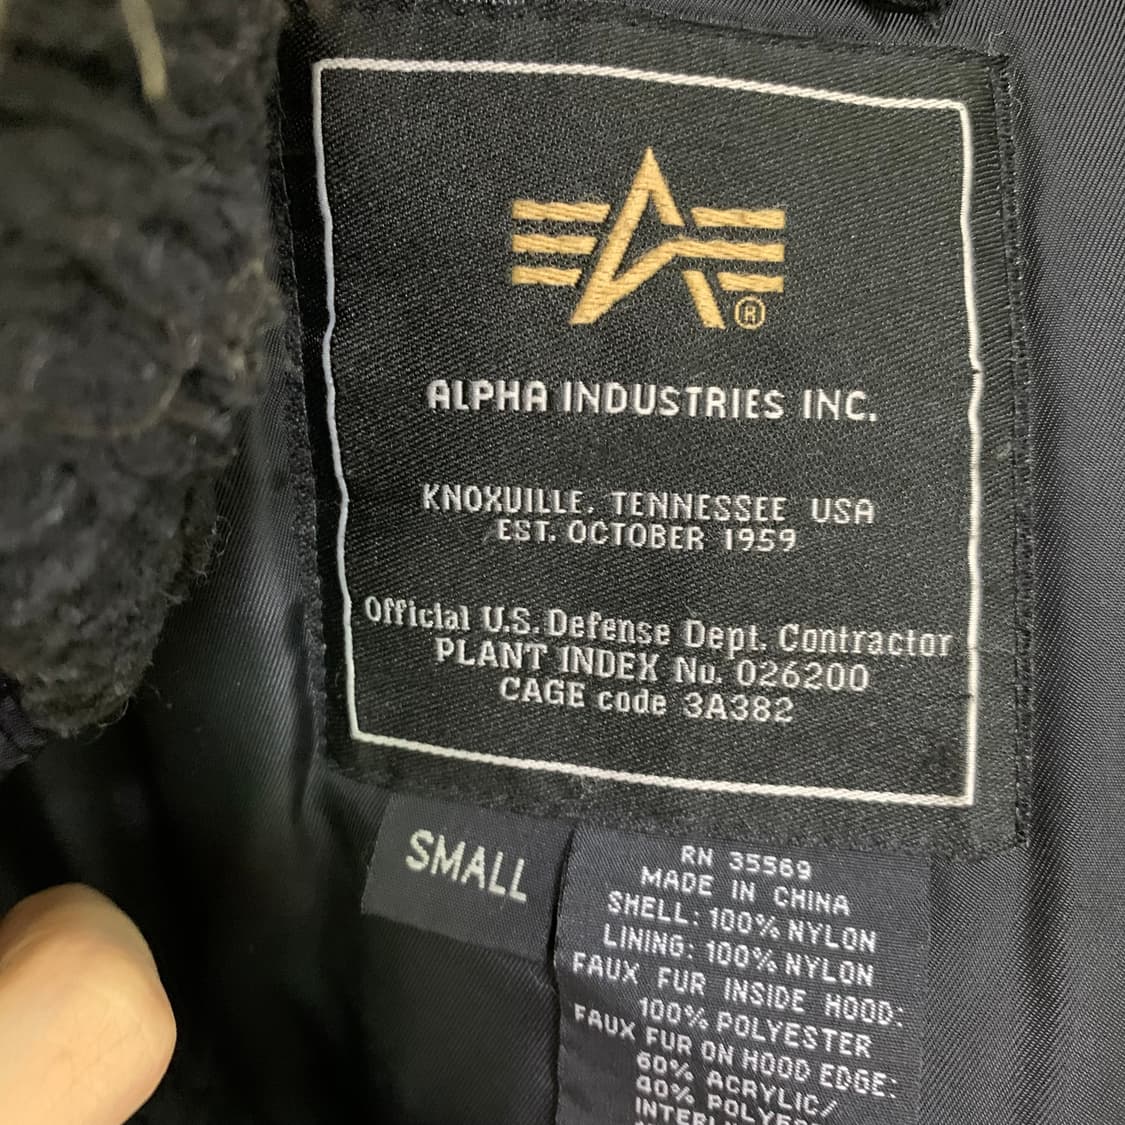 ®
ALPHA INDUSTRIES INC.
KNOXVILLE, TENNESSEE USA
EST. OCTOBER 1959
Official U.S. Defense Dept. Contractor
PLANT INDEX No. 026200
CAGE code 3A382
SMALL
RN 35569
MADE IN CHINA
SHELL: 100% NYLON
LINING: 100% NYLON
FAUX FUR INSIDE HOOD:
100% POLYESTER
FAUX FUR ON HOOD EDGE:
60% ACRYLIC/
40%